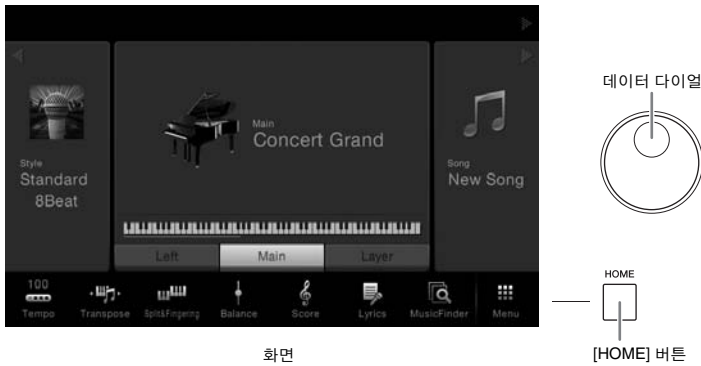 데이터 다이얼
Main
Concert Grand
Style
Standard
8Beat
Song
New Song
Left
Main
Layer
100
Tempo
Transpose
Split&Fingering
Balance
Score
Lyrics
MusicFinder
Menu
HOME
화면
[HOME] 버튼